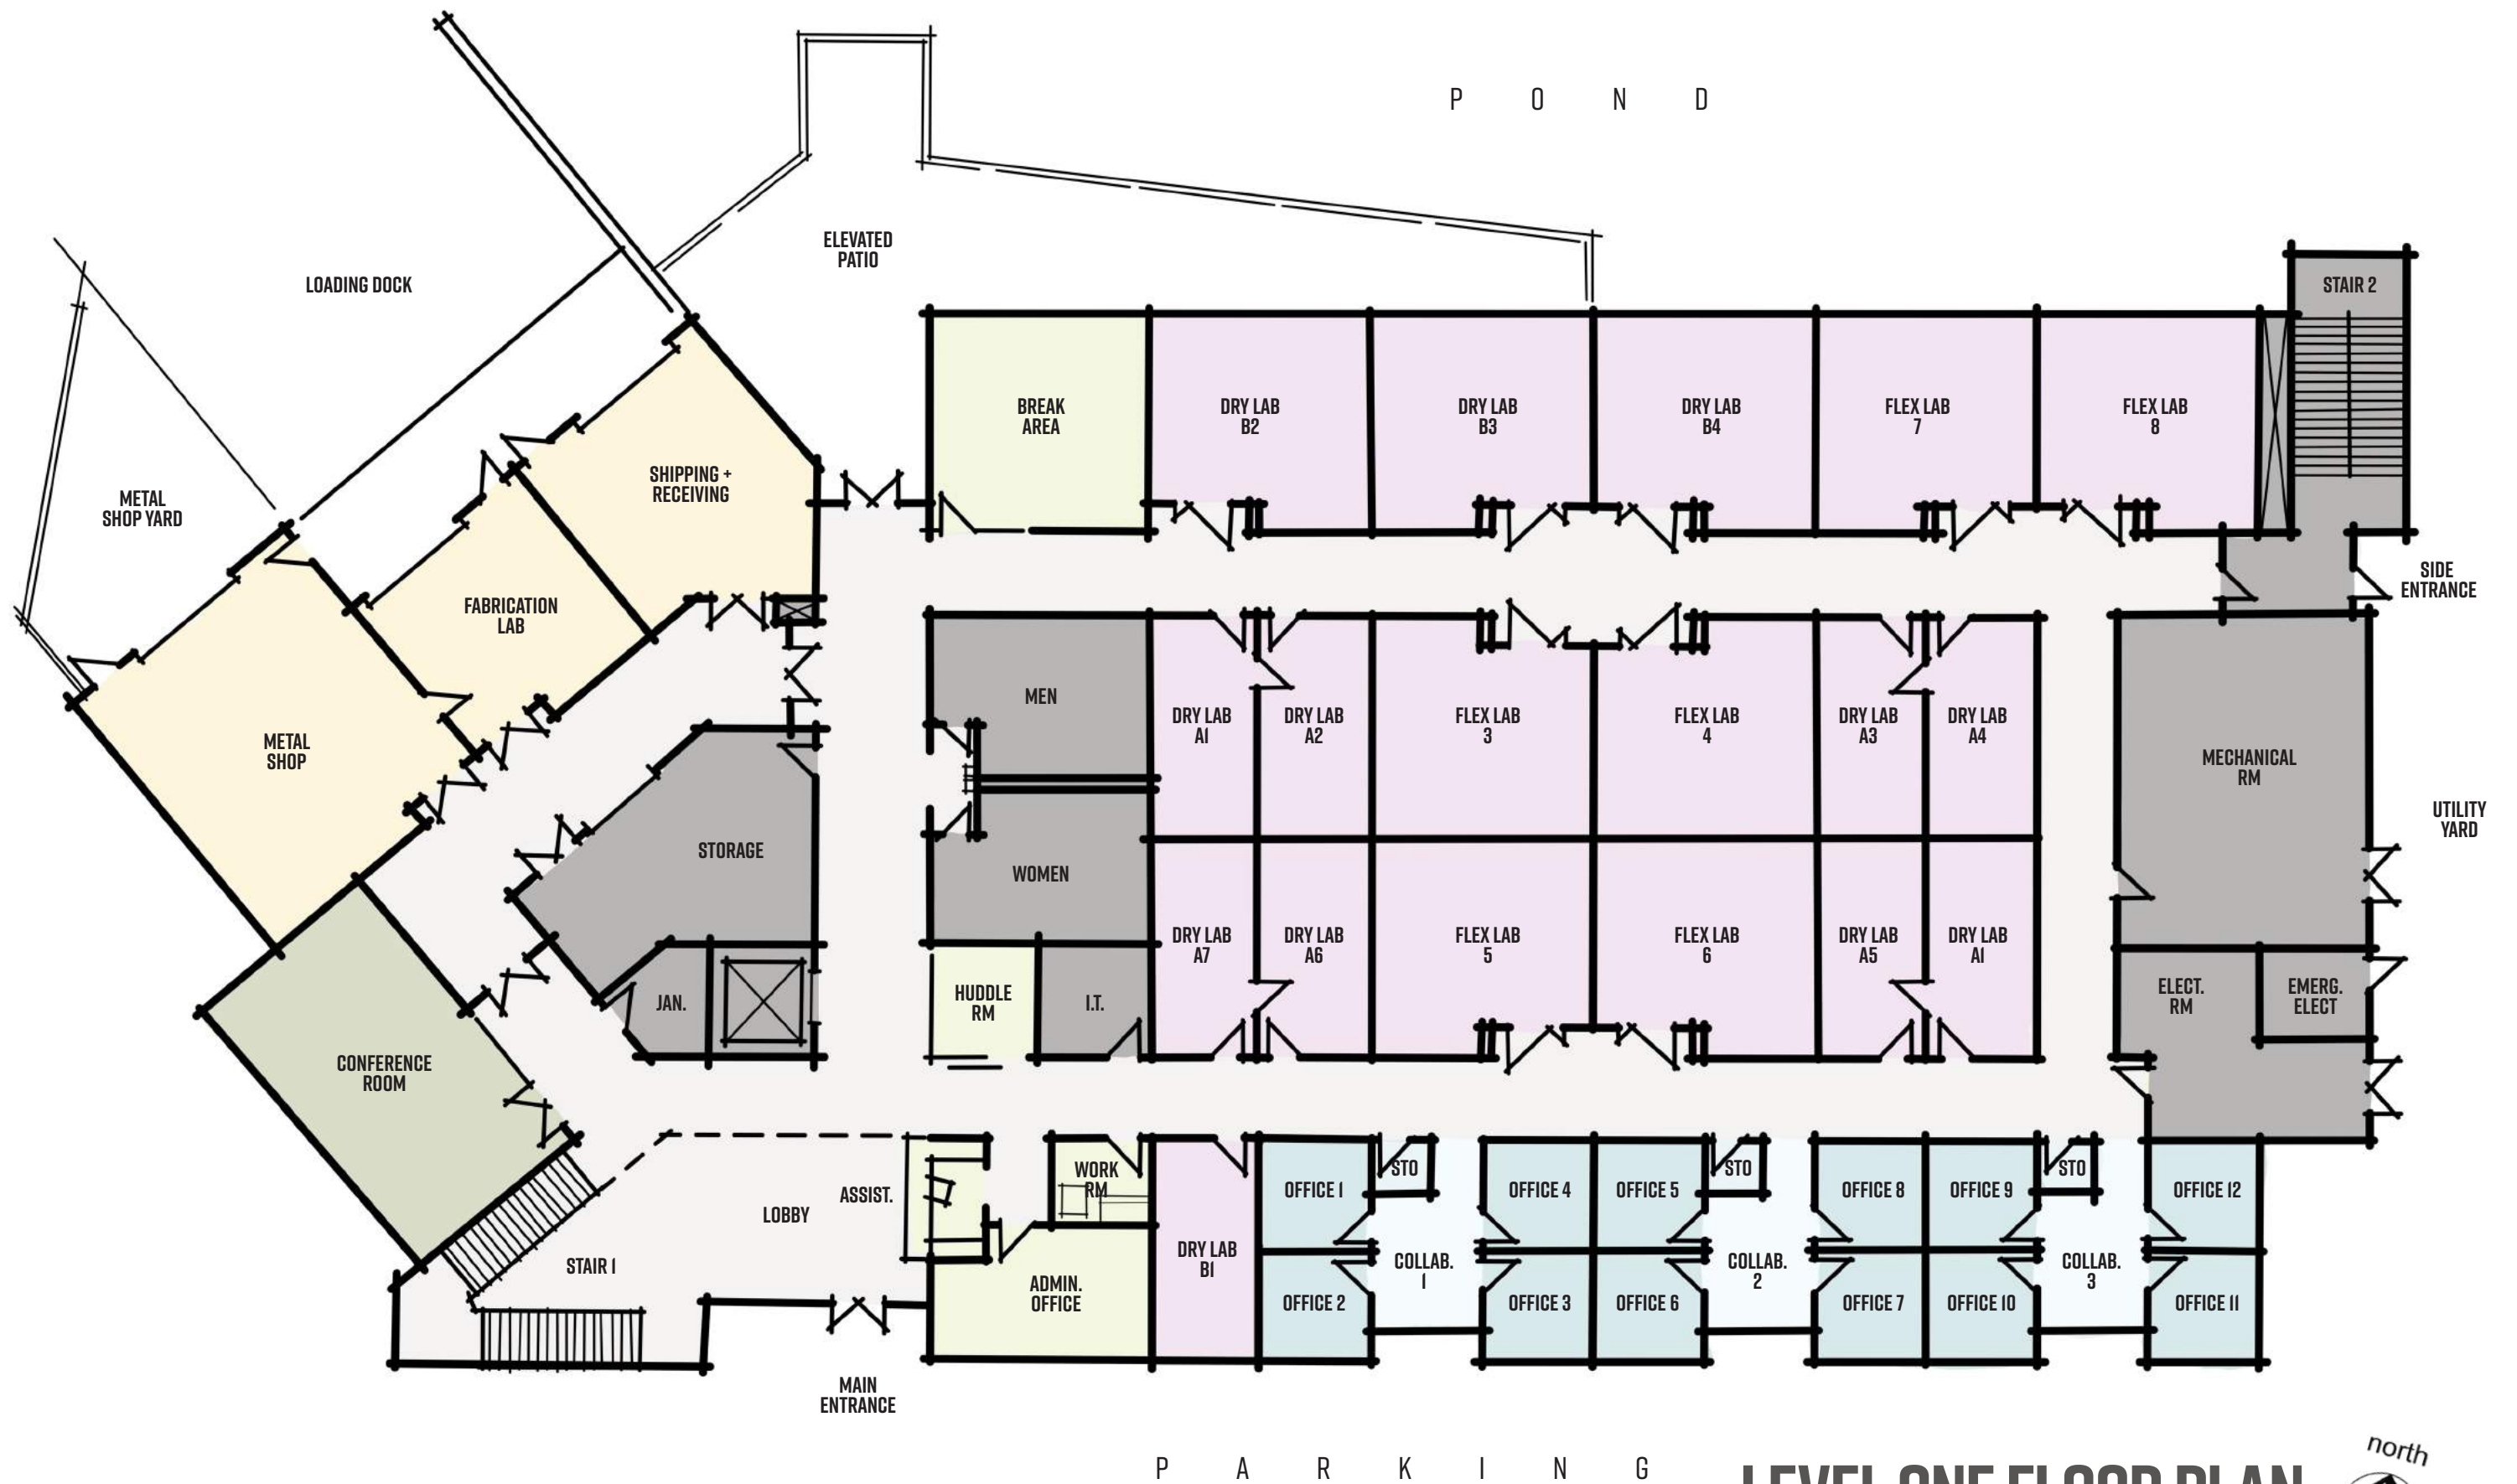 P O N D
ELEVATED
PATIO
LOADING DOCK
STAIR 2
BREAK
AREA
DRY LAB
B2
DRY LAB
B3
DRY LAB
B4
FLEX LAB
7
FLEX LAB
8
SHIPPING +
RECEIVING
METAL
SHOP YARD
SIDE
ENTRANCE
FABRICATION
LAB
MEN
DRY LAB
A1
DRY LAB
A2
FLEX LAB
3
FLEX LAB
4
DRY LAB
A3
DRY LAB
A4
METAL
SHOP
MECHANICAL
RM
UTILITY
YARD
STORAGE
WOMEN
DRY LAB
A7
DRY LAB
A6
FLEX LAB
5
FLEX LAB
6
DRY LAB
A5
DRY LAB
A1
JAN.
HUDDLE
RM
I.T.
ELECT.
RM
EMERG.
ELECT
CONFERENCE
ROOM
WORK
RM
STO
STO
STO
ASSIST.
LOBBY
OFFICE 1
OFFICE 4
OFFICE 5
OFFICE 8
OFFICE 9
OFFICE 12
STAIR 1
DRY LAB
B1
COLLAB.
1
COLLAB.
2
COLLAB.
3
ADMIN.
OFFICE
OFFICE 2
OFFICE 3
OFFICE 6
OFFICE 7
OFFICE 10
OFFICE 11
MAIN
ENTRANCE
north
P A R K I N G
LEVEL ONE FLOOR PLAN